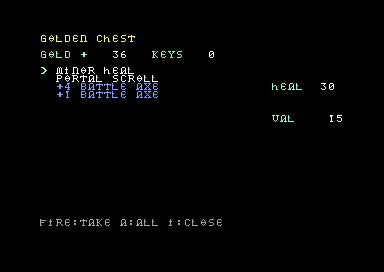 GOLDEN CHEST
GOLD + 36 KEYS 0
> MINOR HEAL
PORTAL SCROLL
+4 BATTLE AXE
+1 BATTLE AXE
HEAL 30
VAL 15
FIRE:TAKE A:ALL I:CLOSE